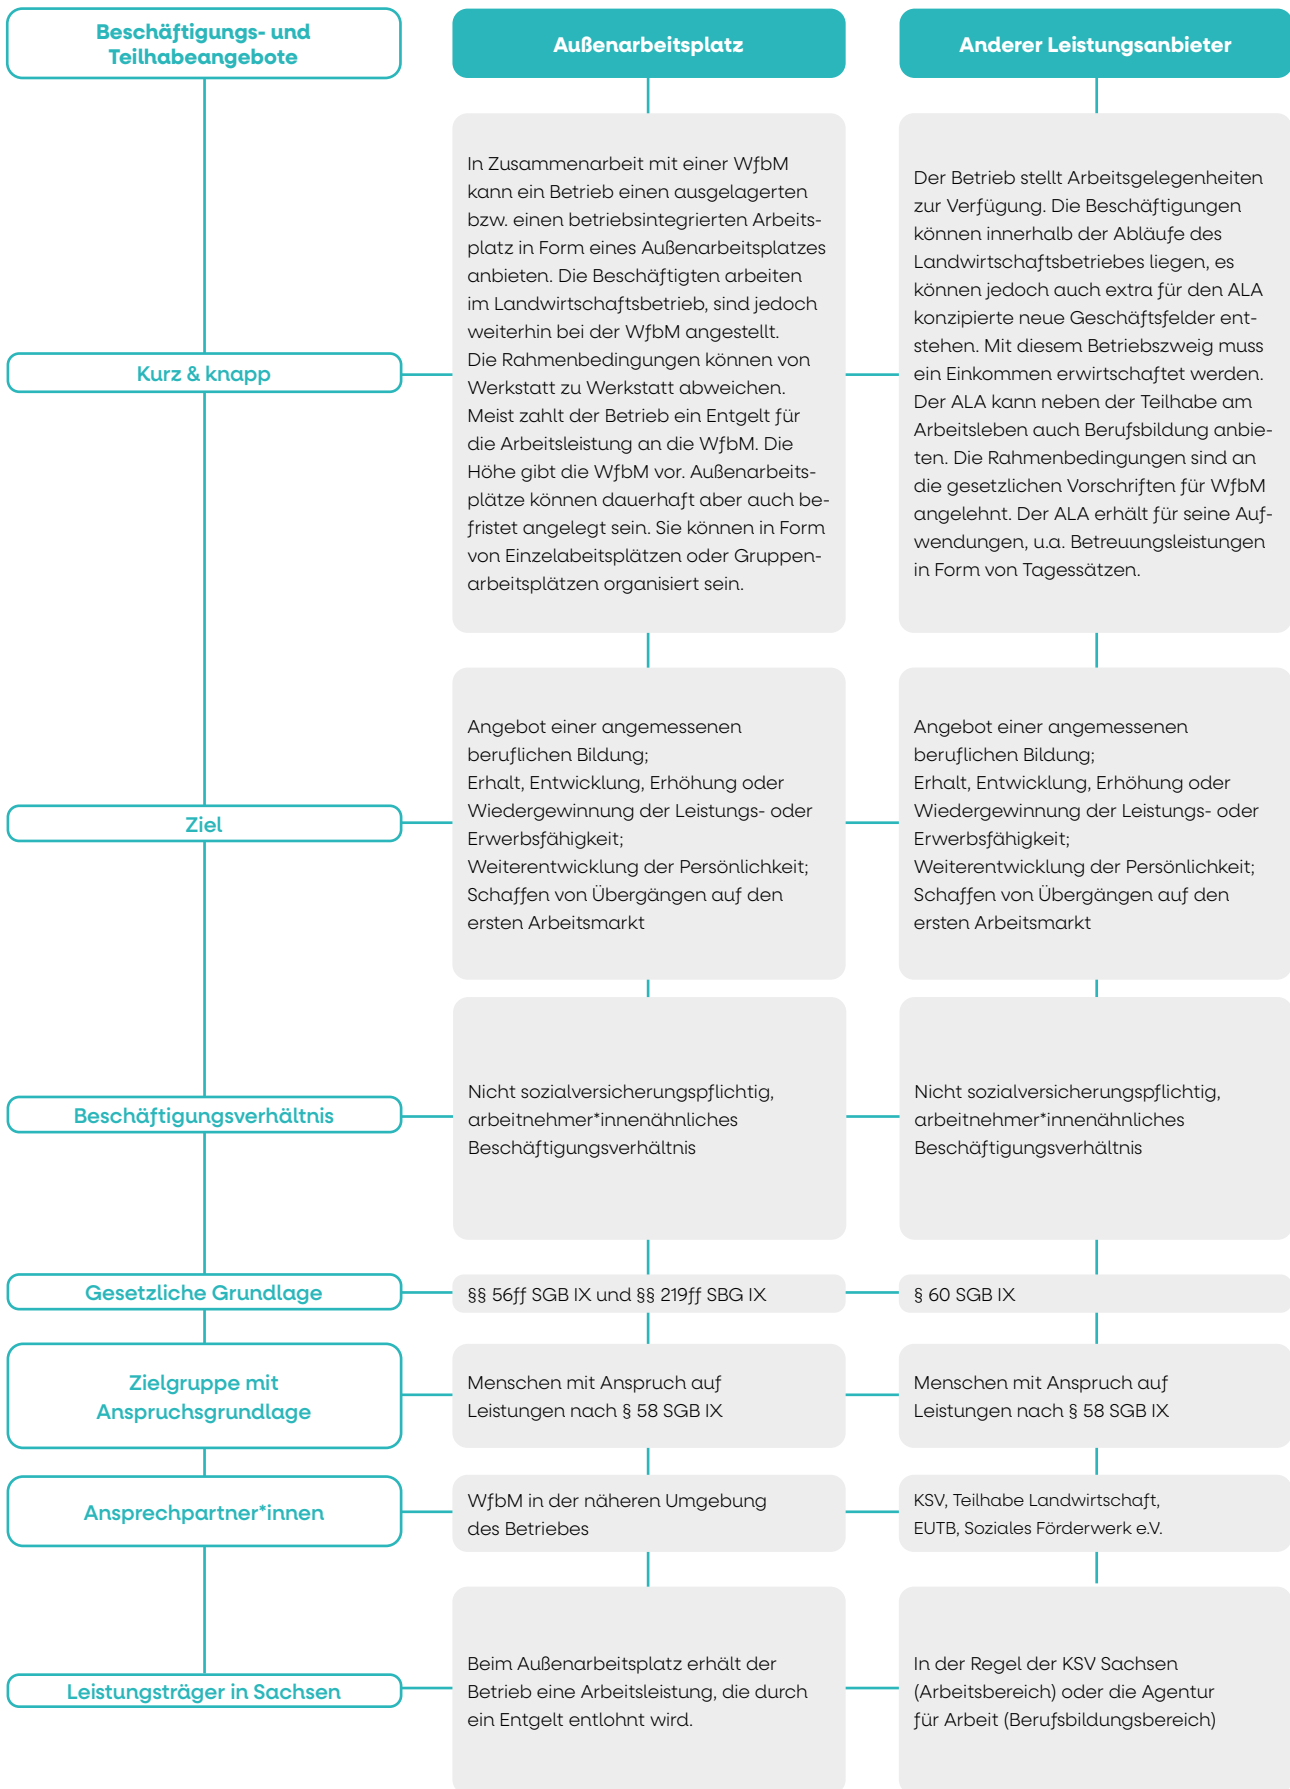 Beschäftigungs- und
Teilhabeangebote
Außenarbeitsplatz
Anderer Leistungsanbieter
Kurz & knapp
In Zusammenarbeit mit einer WfbM
kann ein Betrieb einen ausgelagerten
bzw. einen betriebsintegrierten Arbeits-
platz in Form eines Außenarbeitsplatzes
anbieten. Die Beschäftigten arbeiten
im Landwirtschaftsbetrieb, sind jedoch
weiterhin bei der WfbM angestellt.
Die Rahmenbedingungen können von
Werkstatt zu Werkstatt abweichen.
Meist zahlt der Betrieb ein Entgelt für
die Arbeitsleistung an die WfbM. Die
Höhe gibt die WfbM vor. Außenarbeits-
plätze können dauerhaft aber auch be-
fristet angelegt sein. Sie können in Form
von Einzelabeitsplätzen oder Gruppen-
arbeitsplätzen organisiert sein.
Der Betrieb stellt Arbeitsgelegenheiten
zur Verfügung. Die Beschäftigungen
können innerhalb der Abläufe des
Landwirtschaftsbetriebes liegen, es
können jedoch auch extra für den ALA
konzipierte neue Geschäftsfelder ent-
stehen. Mit diesem Betriebszweig muss
ein Einkommen erwirtschaftet werden.
Der ALA kann neben der Teilhabe am
Arbeitsleben auch Berufsbildung anbie-
ten. Die Rahmenbedingungen sind an
die gesetzlichen Vorschriften für WfbM
angelehnt. Der ALA erhält für seine Auf-
wendungen, u.a. Betreuungsleistungen
in Form von Tagessätzen.
Ziel
Angebot einer angemessenen
beruflichen Bildung;
Erhalt, Entwicklung, Erhöhung oder
Wiedergewinnung der Leistungs- oder
Erwerbsfähigkeit;
Weiterentwicklung der Persönlichkeit;
Schaffen von Übergängen auf den
ersten Arbeitsmarkt
Angebot einer angemessenen
beruflichen Bildung;
Erhalt, Entwicklung, Erhöhung oder
Wiedergewinnung der Leistungs- oder
Erwerbsfähigkeit;
Weiterentwicklung der Persönlichkeit;
Schaffen von Übergängen auf den
ersten Arbeitsmarkt
Beschäftigungsverhältnis
Nicht sozialversicherungspflichtig,
arbeitnehmer*innenähnliches
Beschäftigungsverhältnis
Nicht sozialversicherungspflichtig,
arbeitnehmer*innenähnliches
Beschäftigungsverhältnis
Gesetzliche Grundlage
§§ 56ff SGB IX und §§ 219ff SBG IX
§ 60 SGB IX
Zielgruppe mit
Anspruchsgrundlage
Menschen mit Anspruch auf
Leistungen nach § 58 SGB IX
Menschen mit Anspruch auf
Leistungen nach § 58 SGB IX
Ansprechpartner*innen
WfbM in der näheren Umgebung
des Betriebes
KSV, Teilhabe Landwirtschaft,
EUTB, Soziales Förderwerk e.V.
Leistungsträger in Sachsen
Beim Außenarbeitsplatz erhält der
Betrieb eine Arbeitsleistung, die durch
ein Entgelt entlohnt wird.
In der Regel der KSV Sachsen
(Arbeitsbereich) oder die Agentur
für Arbeit (Berufsbildungsbereich)